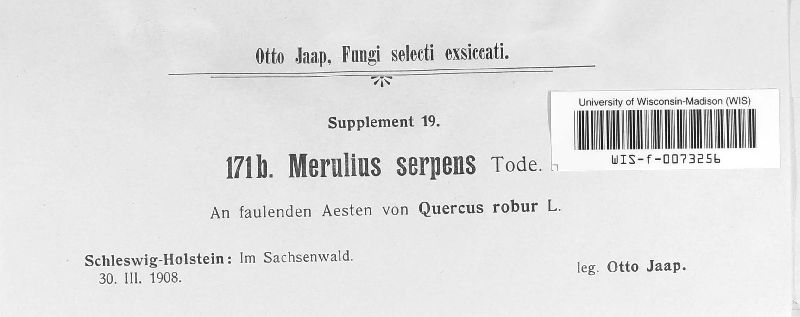 Otto Jaap, Fungi selecti exsiccati.
Supplement 19.
171b. Merulius serpens Tode.
An faulenden Aesten von Quercus robur L.
Schleswig-Holstein: Im Sachsenwald.
30. III. 1908.
leg. Otto Jaap.
University of Wisconsin-Madison (WIS)
WIS-f-0073256